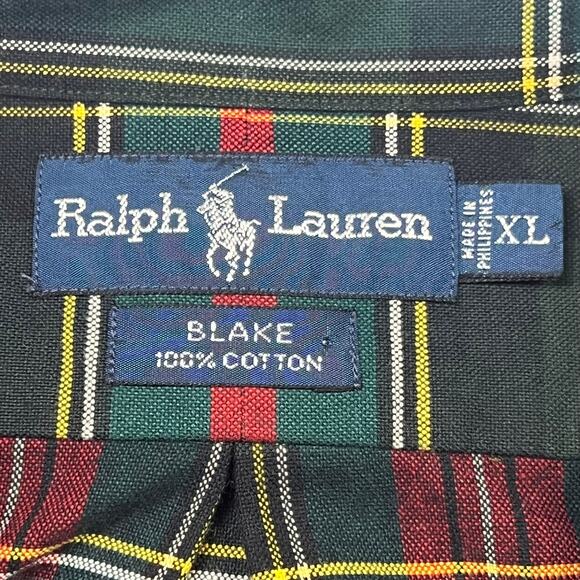 Ralph Lauren
MADE IN
PHILIPPINES
XL
BLAKE
100% COTTON